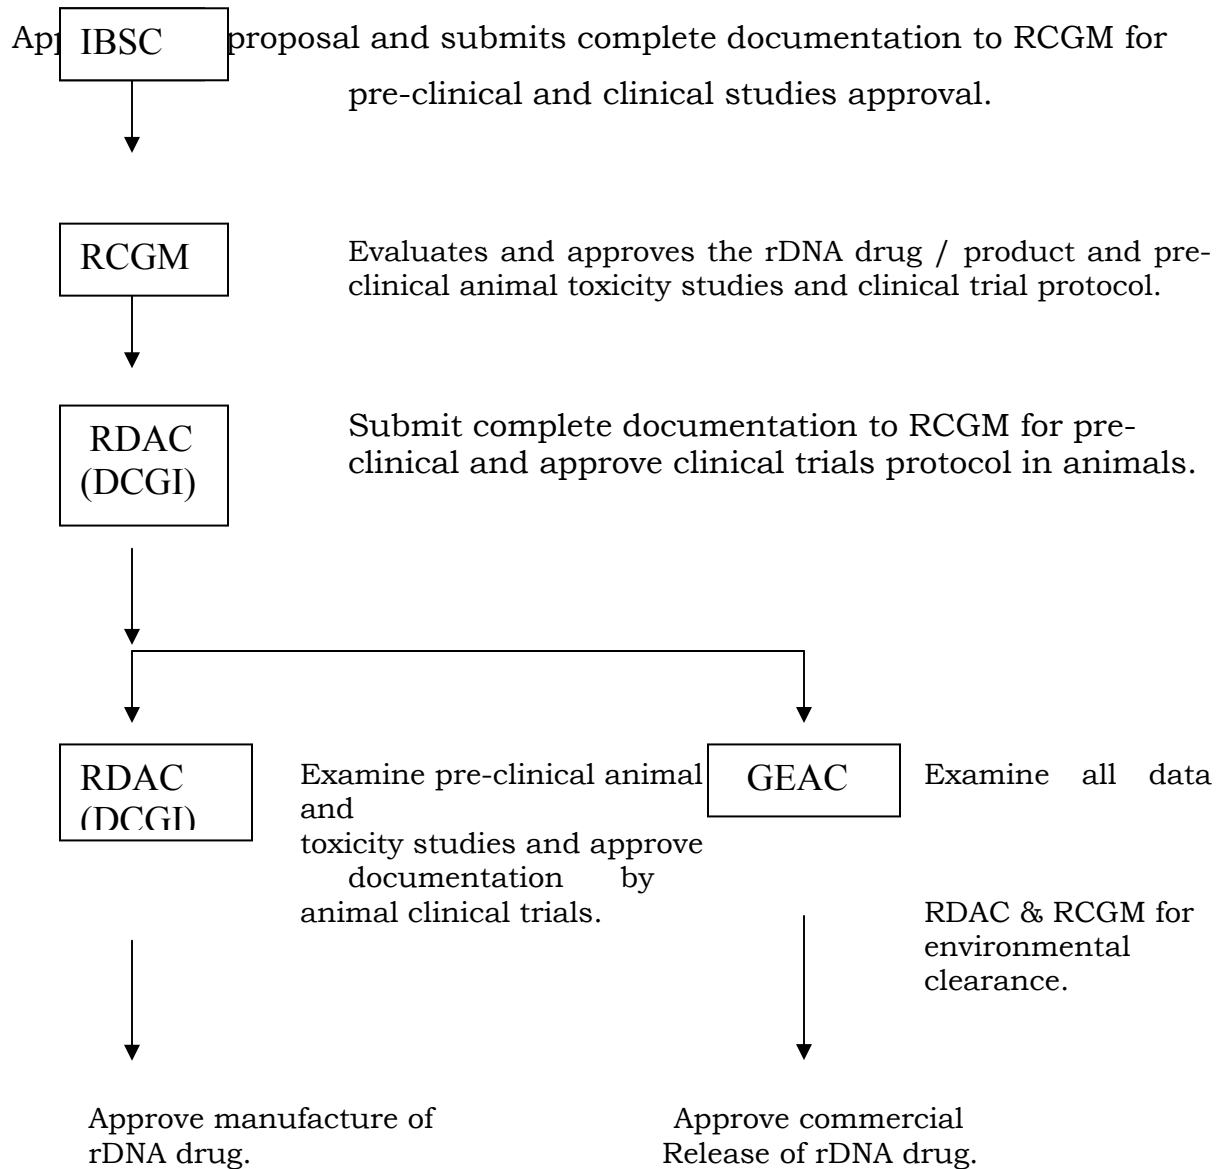 IBSC
proposal and submits complete documentation to RCGM for
pre-clinical and clinical studies approval.
RCGM
Evaluates and approves the rDNA drug / product and pre-
clinical animal toxicity studies and clinical trial protocol.
RDAC
(DCGI)
Submit complete documentation to RCGM for pre-
clinical and approve clinical trials protocol in animals.
RDAC
(DCGI)
Examine pre-clinical animal
and
toxicity studies and approve
documentation by
animal clinical trials.
GEAC
Examine all data
RDAC & RCGM for
environmental
clearance.
Approve manufacture of
rDNA drug.
Approve commercial
Release of rDNA drug.